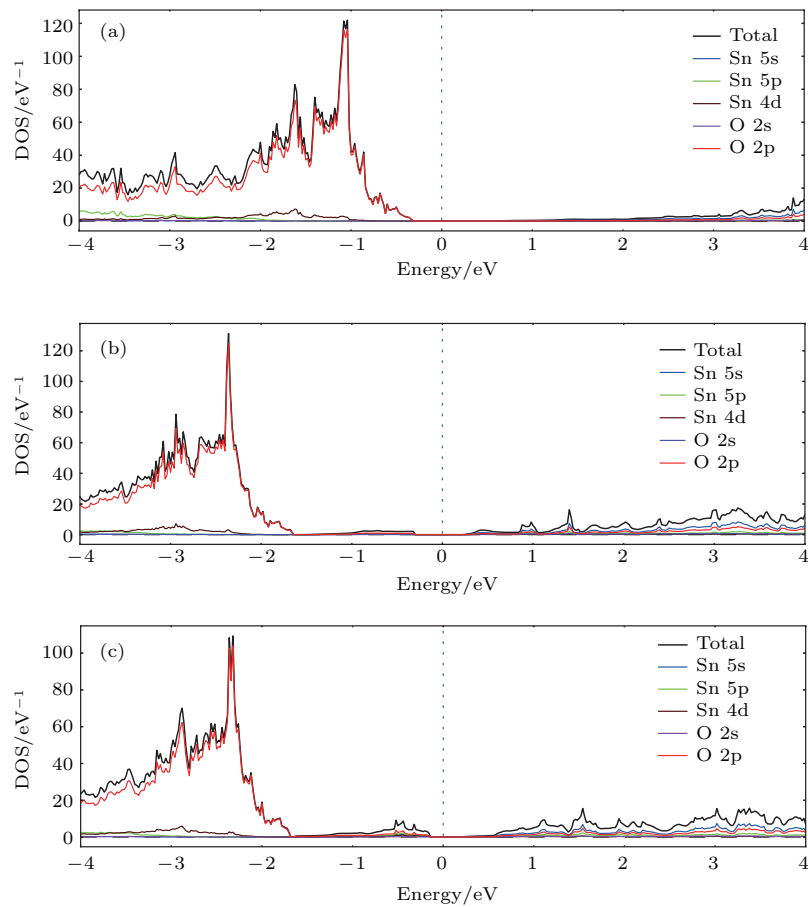 (a)
Total
Sn 5s
Sn 5p
Sn 4d
O 2s
O 2p
DOS/eV−1
120
100
80
60
40
20
0
−4 −3 −2 −1 0 1 2 3 4
Energy/eV
(b)
Total
Sn 5s
Sn 5p
Sn 4d
O 2s
O 2p
DOS/eV−1
120
100
80
60
40
20
0
−4 −3 −2 −1 0 1 2 3 4
Energy/eV
(c)
Total
Sn 5s
Sn 5p
Sn 4d
O 2s
O 2p
DOS/eV−1
100
80
60
40
20
0
−4 −3 −2 −1 0 1 2 3 4
Energy/eV